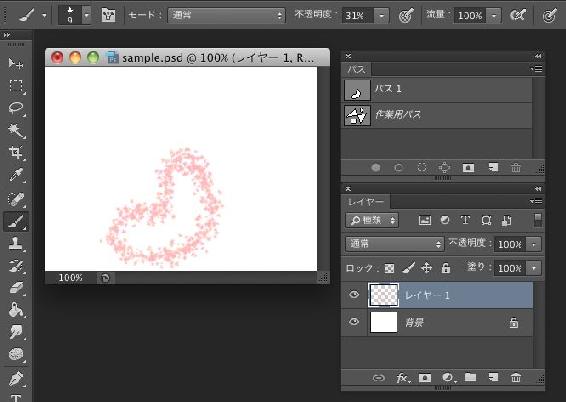 9 モード： 通常 不透明度： 31% 流量： 100%
sample.psd @ 100% (レイヤー 1, R...
100%
パス
パス 1
作業用パス
レイヤー
種類
通常 不透明度： 100%
ロック： 塗り： 100%
レイヤー 1
背景
fx